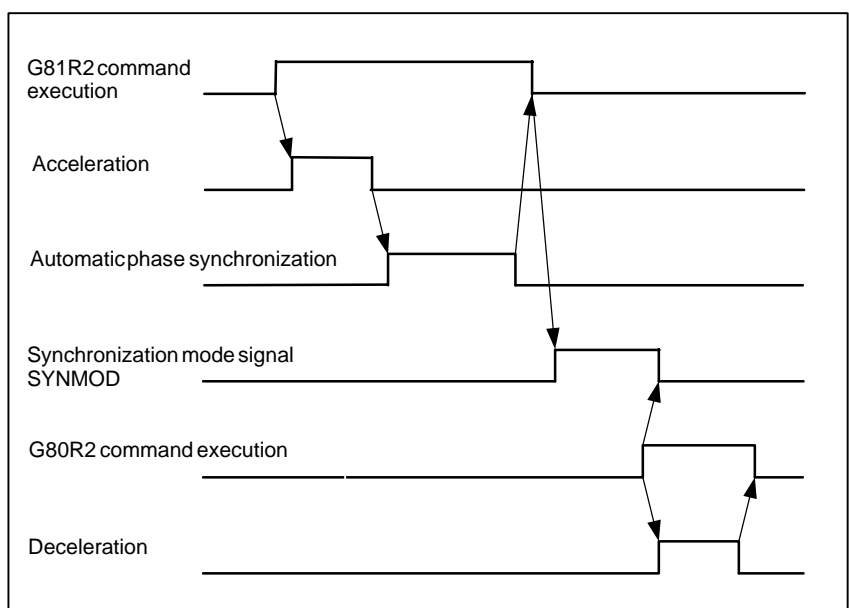 G81R2 command
execution
Acceleration
Automatic phase synchronization
Synchronization mode signal
SYNMOD
G80R2 command execution
Deceleration